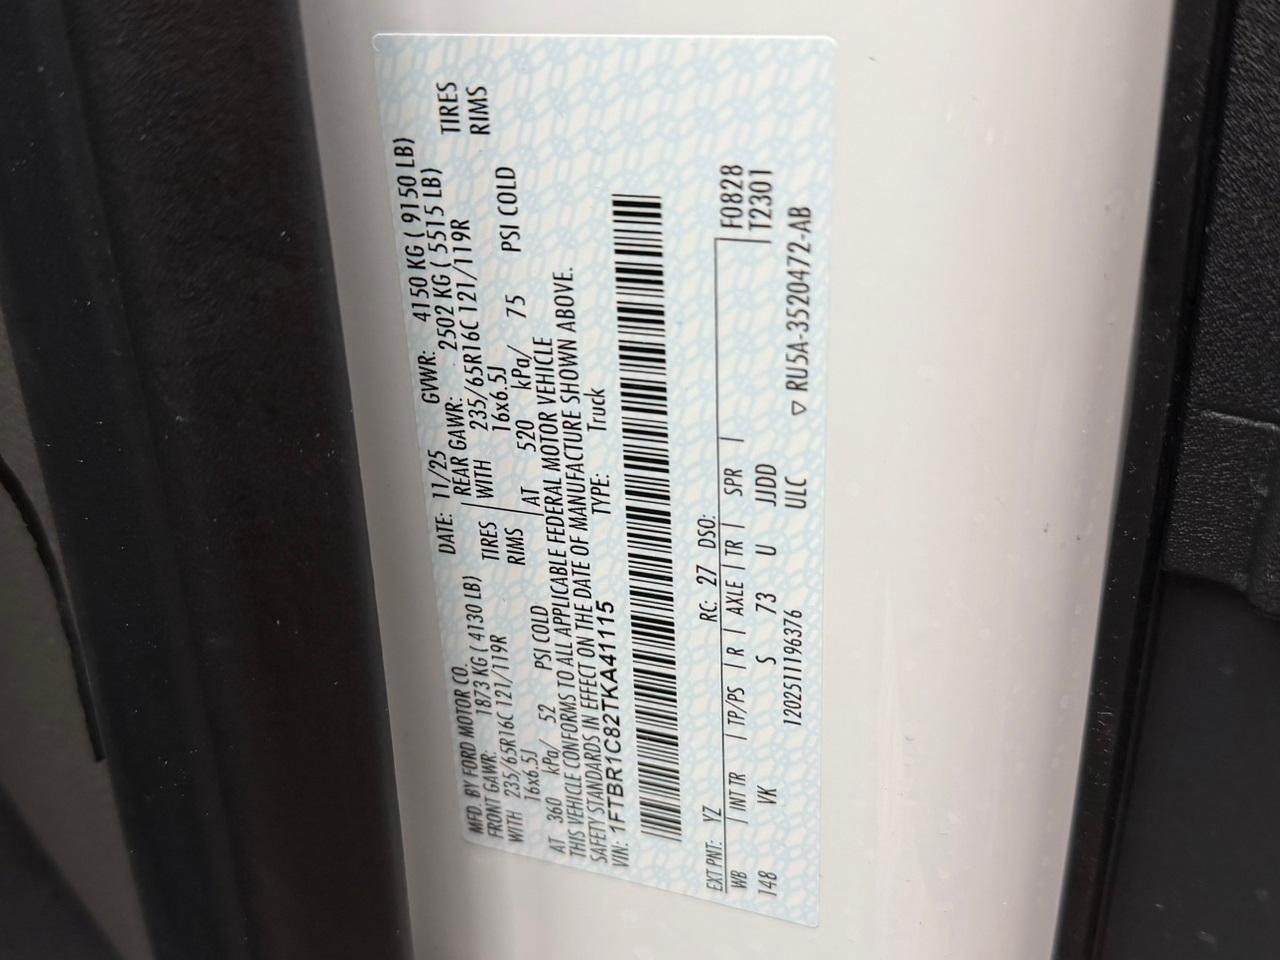 MFD. BY FORD MOTOR CO.
DATE: 11/25 GVWR: 4150 KG ( 9150 LB)
FRONT GAWR: 1873 KG ( 4130 LB) REAR GAWR: 2502 KG ( 5515 LB)
WITH 235/65R16C 121/119R TIRES WITH 235/65R16C 121/119R TIRES
16x6.5J RIMS 16x6.5J RIMS
AT 360 kPa/ 52 PSI COLD AT 520 kPa/ 75 PSI COLD
THIS VEHICLE CONFORMS TO ALL APPLICABLE FEDERAL MOTOR VEHICLE
SAFETY STANDARDS IN EFFECT ON THE DATE OF MANUFACTURE SHOWN ABOVE.
VIN: 1FTBR1C82TKA41115 TYPE: Truck
EXT PNT: YZ RC: 27 DSO: F0828
WB INT TR TP/PS R AXLE TR SPR T2301
148 VK S 73 U JJDD
120251196376 ULC ▽ RU5A-3520472-AB